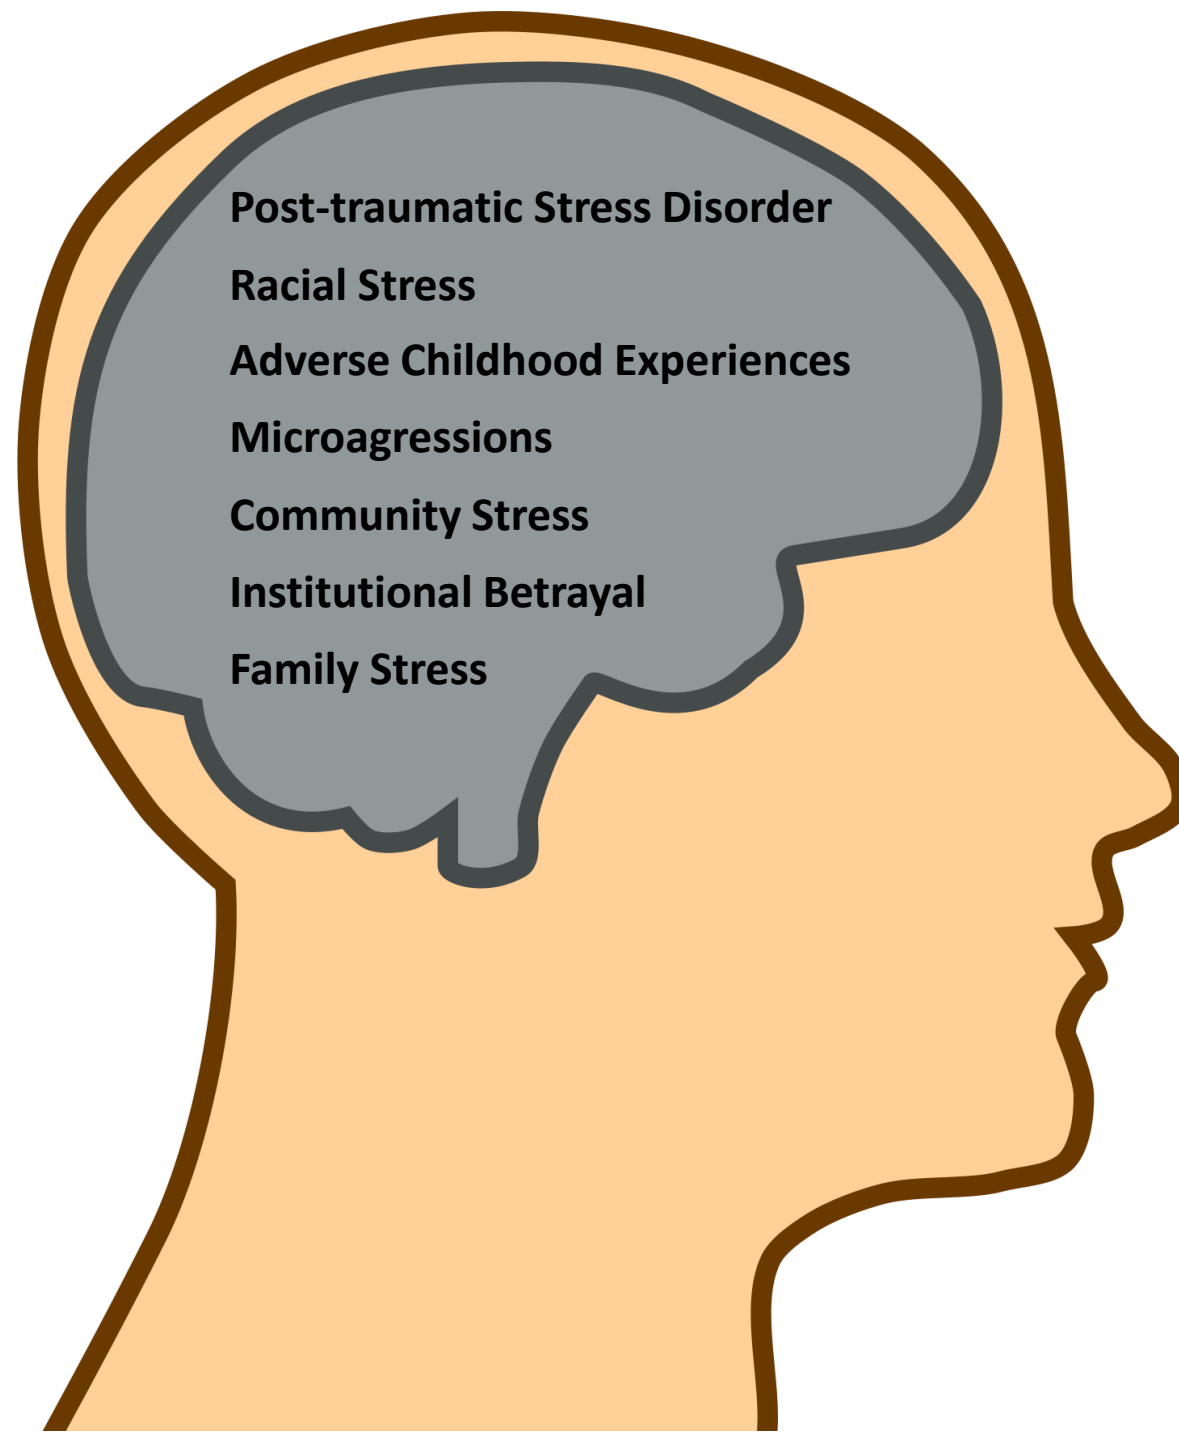 Post-traumatic Stress Disorder
Racial Stress
Adverse Childhood Experiences
Microagressions
Community Stress
Institutional Betrayal
Family Stress